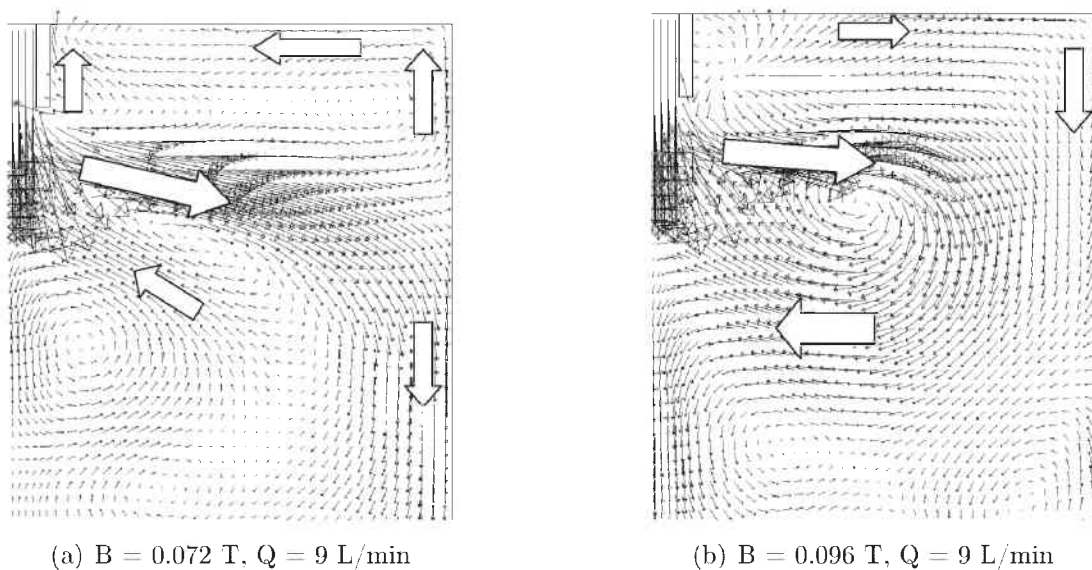 (a) B = 0.072 T, Q = 9 L/min
(b) B = 0.096 T, Q = 9 L/min